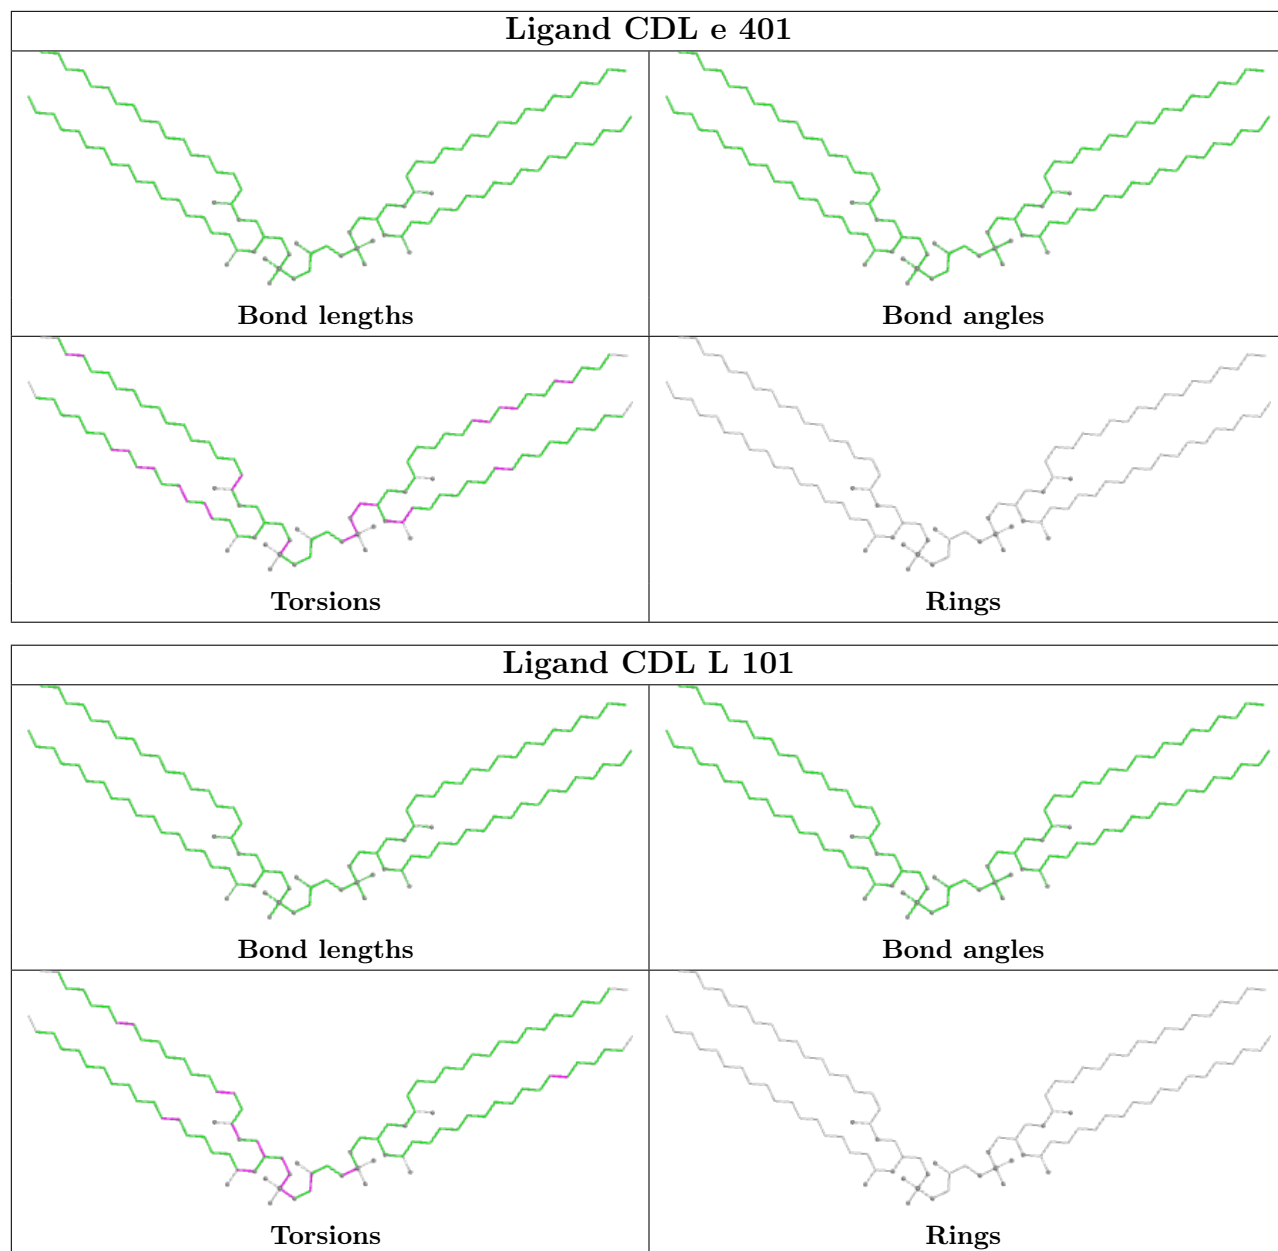 Ligand CDL e 401
Bond lengths
Bond angles
Torsions
Rings
Ligand CDL L 101
Bond lengths
Bond angles
Torsions
Rings